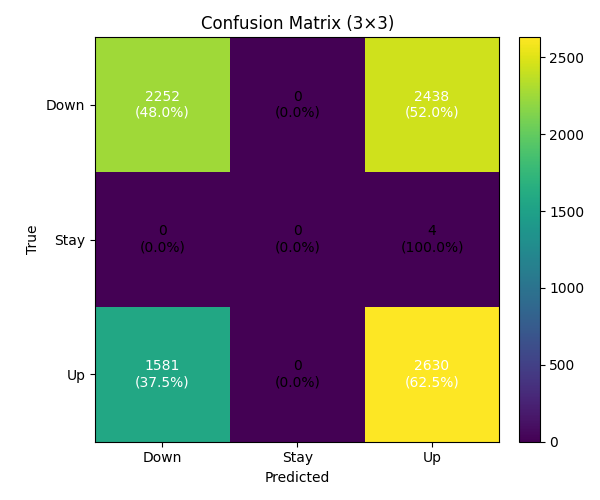 Confusion Matrix (3×3)
Down
2252
(48.0%)
0
(0.0%)
2438
(52.0%)
Stay
0
(0.0%)
0
(0.0%)
4
(100.0%)
Up
1581
(37.5%)
0
(0.0%)
2630
(62.5%)
True
Down
Stay
Up
Predicted
2500
2000
1500
1000
500
0